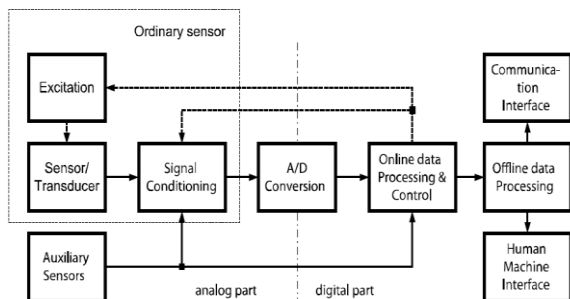 Ordinary sensor
Excitation
Communica-
tion
Interface
Sensor/
Transducer
Signal
Conditioning
A/D
Conversion
Online data
Processing &
Control
Offline data
Processing
Auxiliary
Sensors
Human
Machine
Interface
analog part
digital part